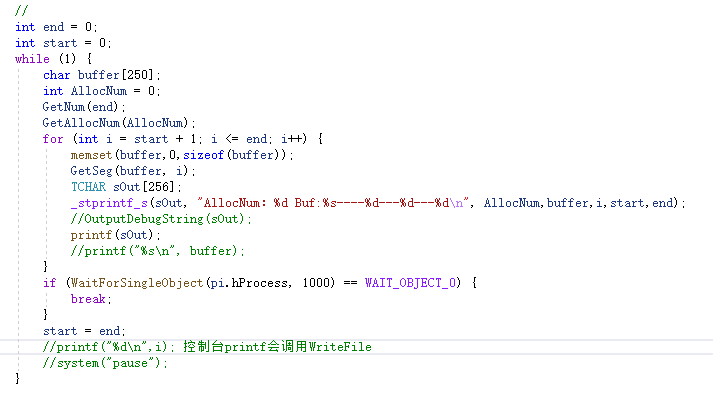 //
int end = 0;
int start = 0;
while (1) {
char buffer[250];
int AllocNum = 0;
GetNum(end);
GetAllocNum(AllocNum);
for (int i = start + 1; i <= end; i++) {
memset(buffer,0,sizeof(buffer));
GetSeg(buffer, i);
TCHAR sOut[256];
_stprintf_s(sOut, "AllocNum: %d Buf:%s----%d---%d---%d\n", AllocNum,buffer,i,start,end);
//OutputDebugString(sOut);
printf(sOut);
//printf("%s\n", buffer);
}
if (WaitForSingleObject(pi.hProcess, 1000) == WAIT_OBJECT_0) {
break;
}
start = end;
//printf("%d\n",i); 控制台printf会调用WriteFile
//system("pause");
}